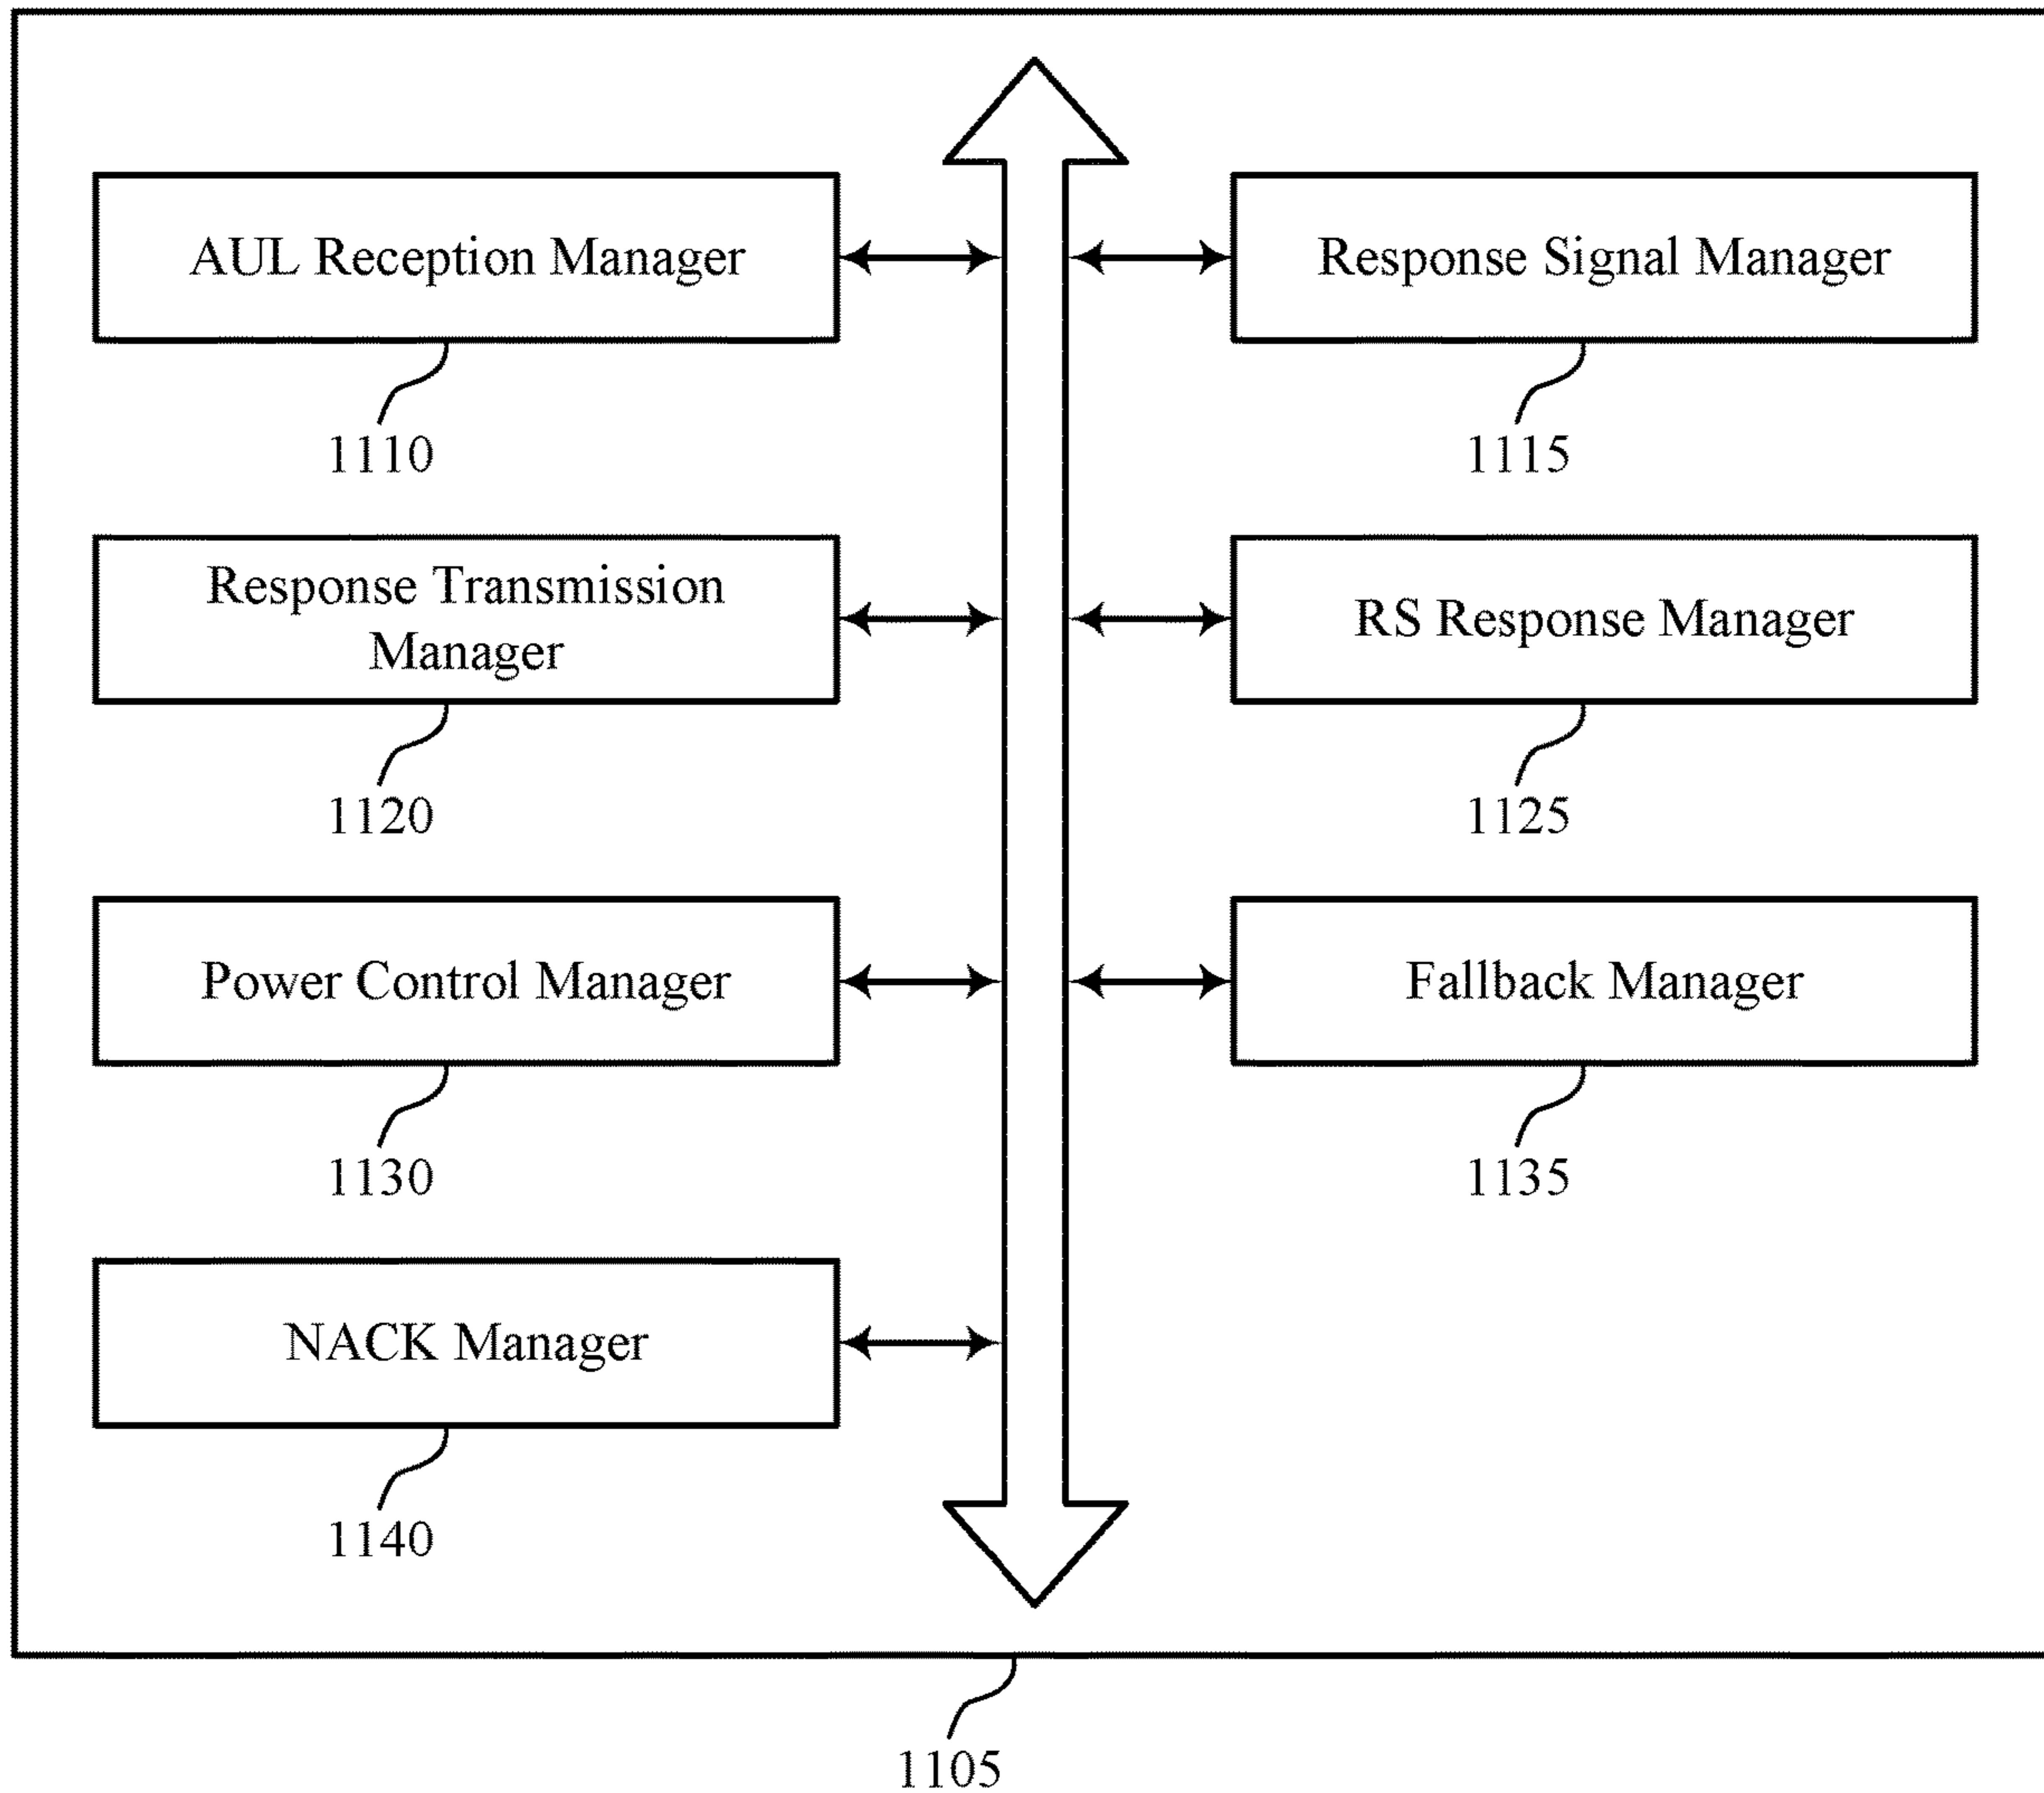 AUL Reception Manager
1110
Response Signal Manager
1115
Response Transmission
Manager
1120
RS Response Manager
1125
Power Control Manager
1130
Fallback Manager
1135
NACK Manager
1140
1105